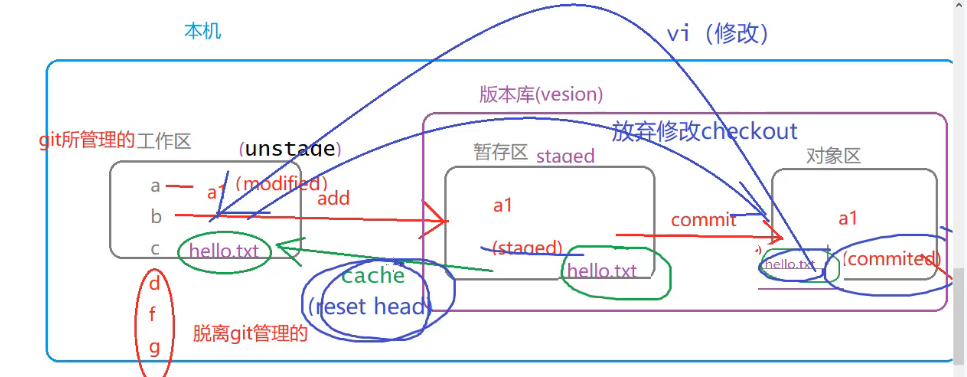 本机
vi（修改）
版本库(vesion)
git所管理的 工作区
(unstage)
放弃修改checkout
暂存区 staged
对象区
a
a1
(modified)
add
b
c
hello.txt
a1
(staged)
hello.txt
commit
a1
(commited)
hello.txt
cache
(reset head)
d
f
g
脱离git管理的